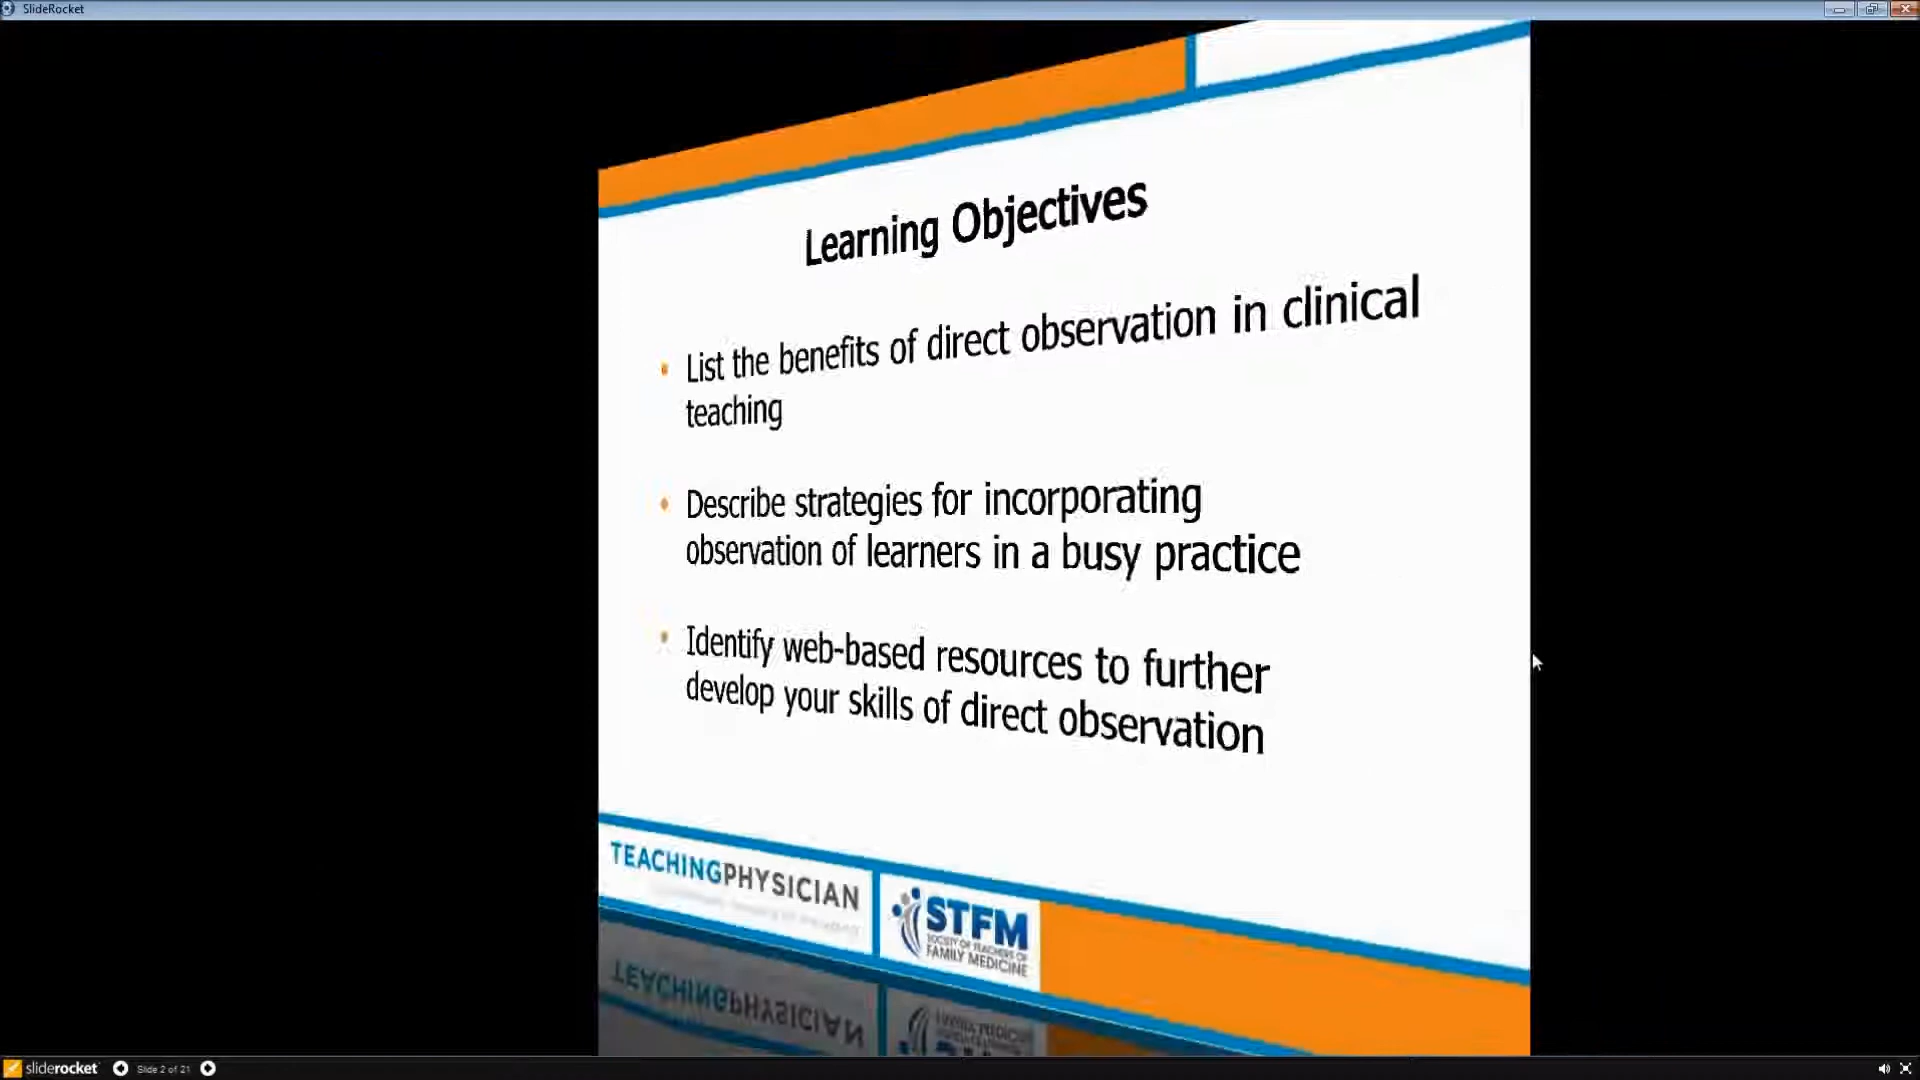 SlideRocket
Learning Objectives
• List the benefits of direct observation in clinical
teaching
• Describe strategies for incorporating
observation of learners in a busy practice
• Identify web-based resources to further
develop your skills of direct observation
TEACHINGPHYSICIAN
STFM
SOCIETY OF TEACHERS OF
FAMILY MEDICINE
sliderocket
Slide 2 of 21